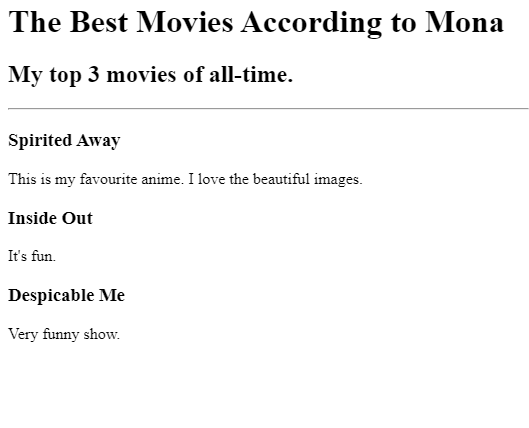 The Best Movies According to Mona
My top 3 movies of all-time.
Spirited Away
This is my favourite anime. I love the beautiful images.
Inside Out
It's fun.
Despicable Me
Very funny show.